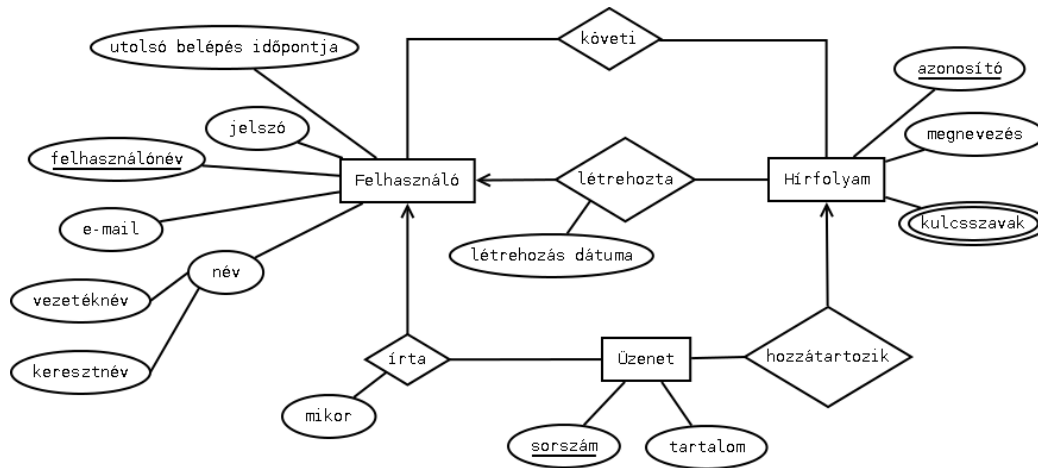 utolsó belépés időpontja
követi
azonosító
jelszó
megnevezés
felhasználónév
Felhasználó
létrehozta
Hírfolyam
kulcsszavak
e-mail
létrehozás dátuma
név
vezetéknév
írta
Üzenet
hozzátartozik
keresztnév
mikor
sorszám
tartalom